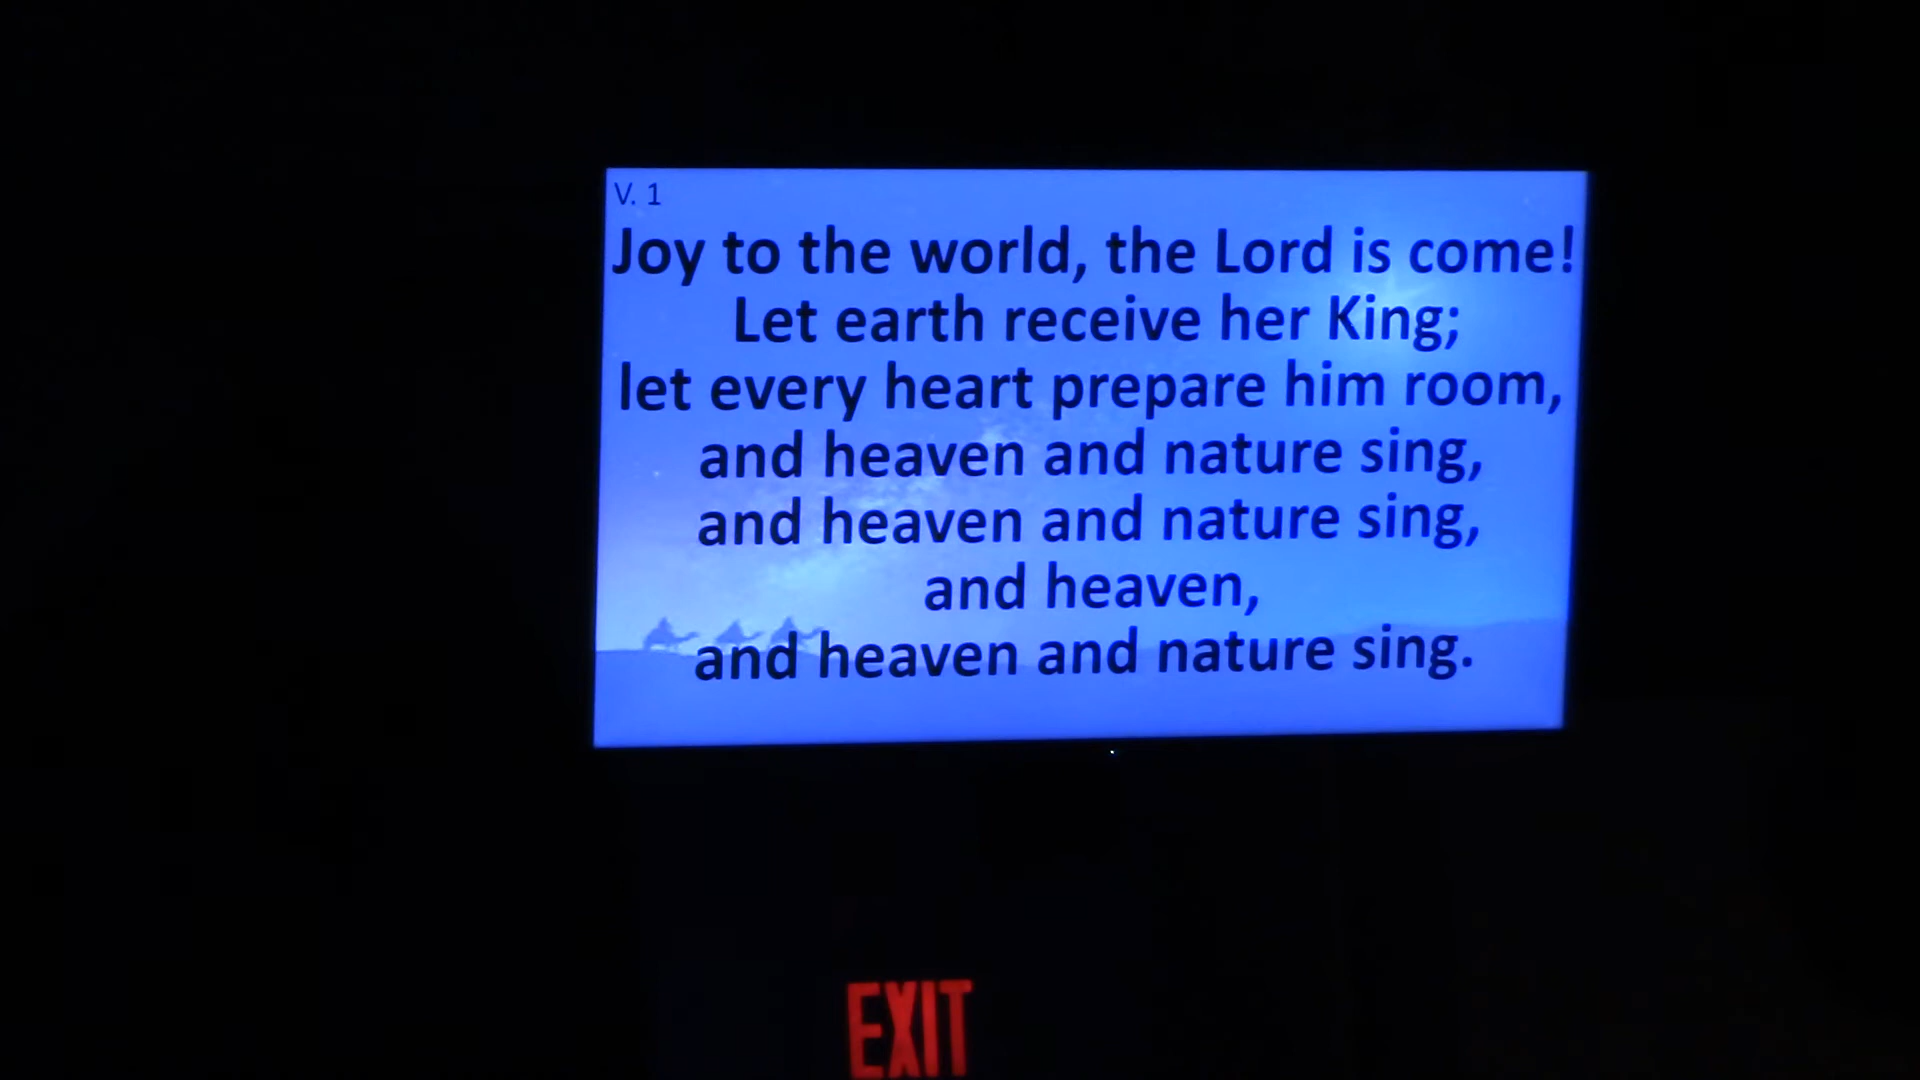 V. 1
Joy to the world, the Lord is come!
Let earth receive her King;
let every heart prepare him room,
and heaven and nature sing,
and heaven and nature sing,
and heaven,
and heaven and nature sing.
EXIT